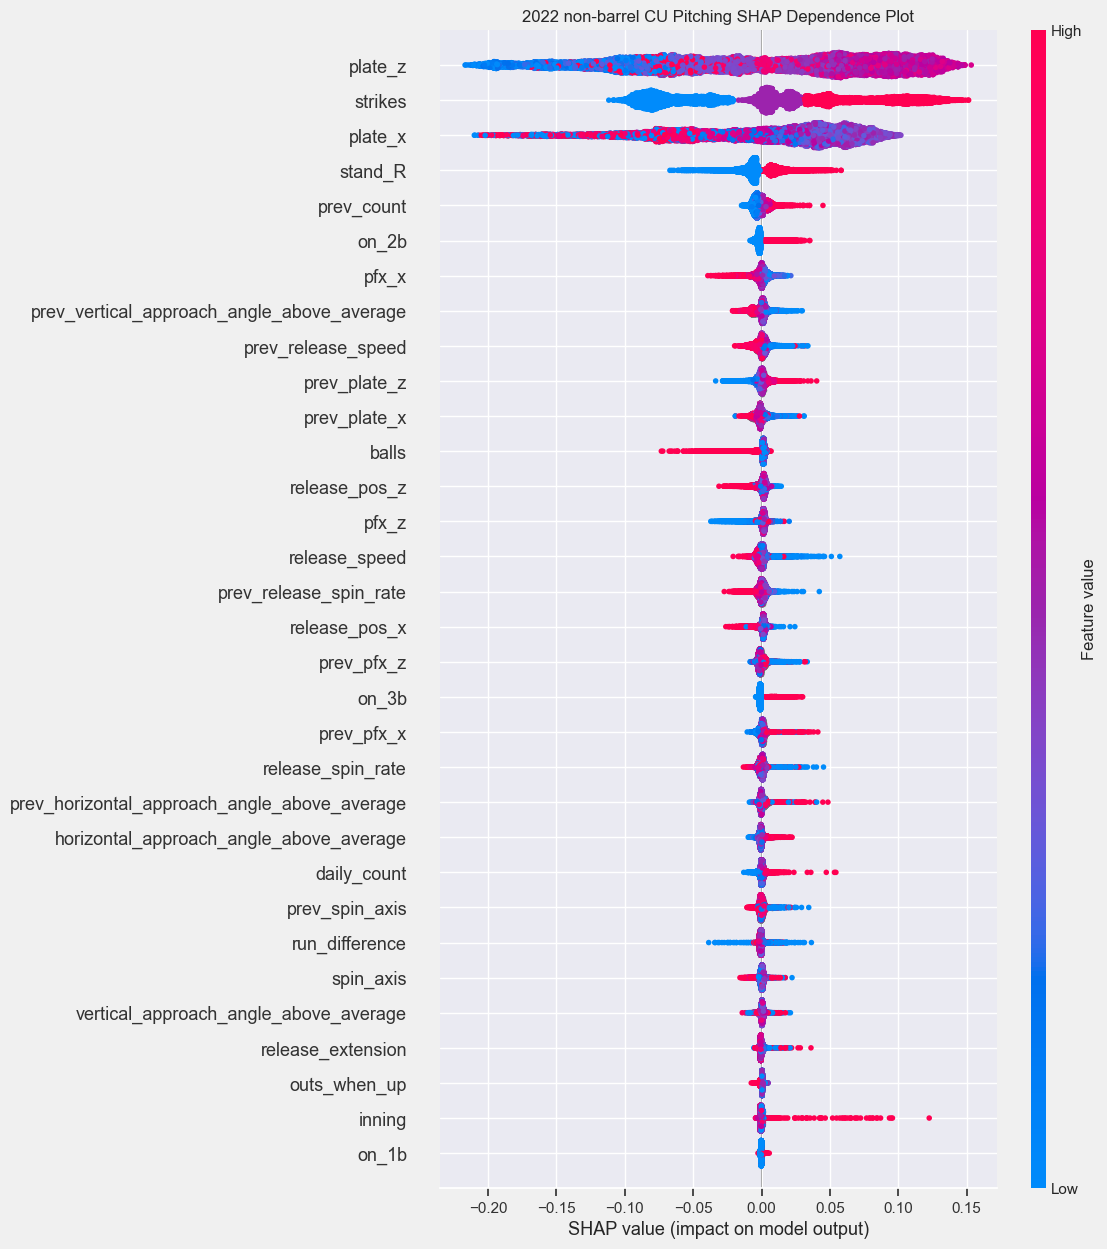 2022 non-barrel CU Pitching SHAP Dependence Plot
High
plate_z
strikes
plate_x
stand_R
prev_count
on_2b
pfx_x
prev_vertical_approach_angle_above_average
prev_release_speed
prev_plate_z
prev_plate_x
balls
release_pos_z
pfx_z
release_speed
prev_release_spin_rate
release_pos_x
prev_pfx_z
on_3b
prev_pfx_x
release_spin_rate
prev_horizontal_approach_angle_above_average
horizontal_approach_angle_above_average
daily_count
prev_spin_axis
run_difference
spin_axis
vertical_approach_angle_above_average
release_extension
outs_when_up
inning
on_1b
Feature value
Low
−0.20 −0.15 −0.10 −0.05 0.00 0.05 0.10 0.15
SHAP value (impact on model output)